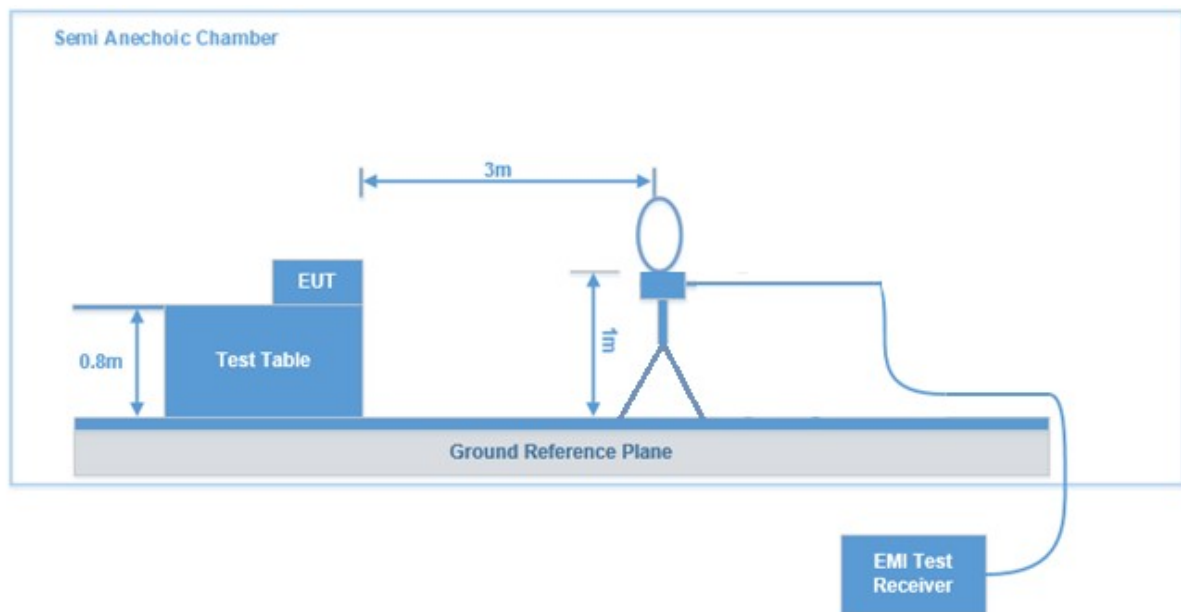 Semi Anechoic Chamber
3m
EUT
0.8m
Test Table
1m
Ground Reference Plane
EMI Test
Receiver